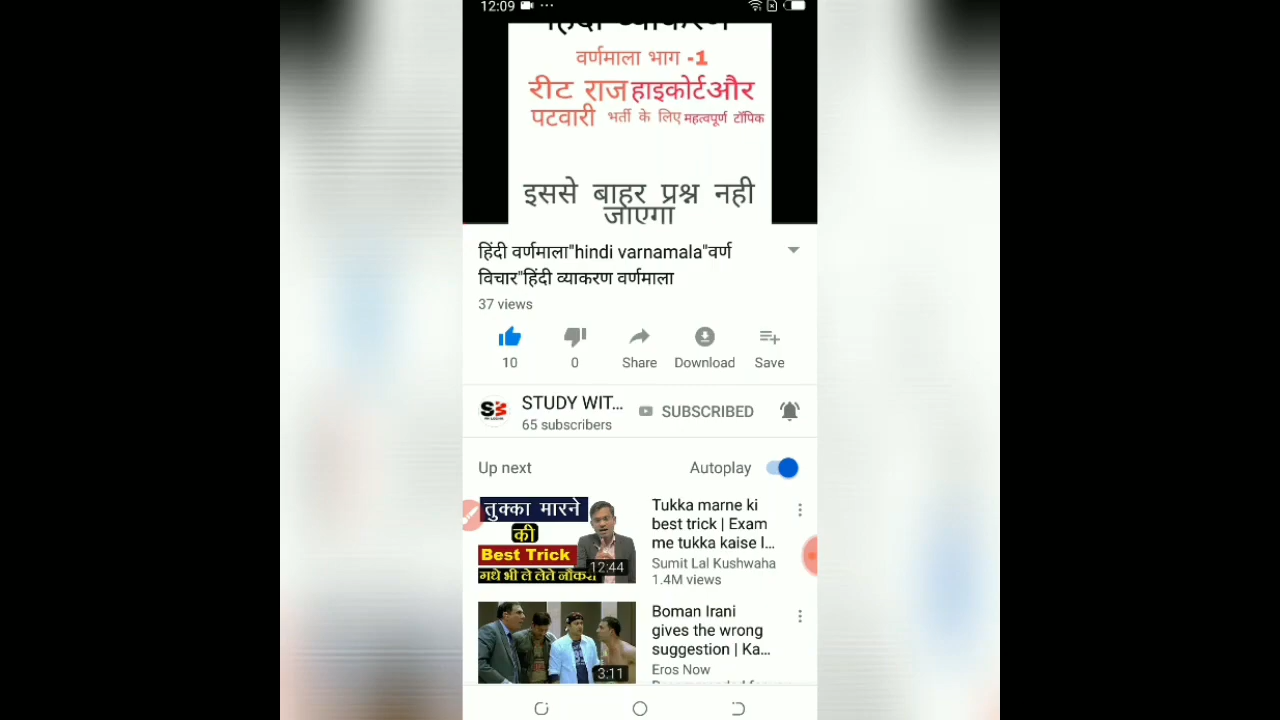 12:09
हिंदी व्याकरण
वर्णमाला भाग -1
रीट राज हाइकोर्ट और
पटवारी भर्ती के लिए महत्वपूर्ण टॉपिक
इससे बाहर प्रश्न नही
जाएगा
हिंदी वर्णमाला"hindi varnamala"वर्ण
विचार"हिंदी व्याकरण वर्णमाला
37 views
10 0 Share Download Save
STUDY WIT... SUBSCRIBED
65 subscribers
Up next Autoplay
तुक्का मारने
की
Best Trick
गधे भी ले लेते नौकरी
12:44
Tukka marne ki
best trick | Exam
me tukka kaise l...
Sumit Lal Kushwaha
1.4M views
3:11
Boman Irani
gives the wrong
suggestion | Ka...
Eros Now